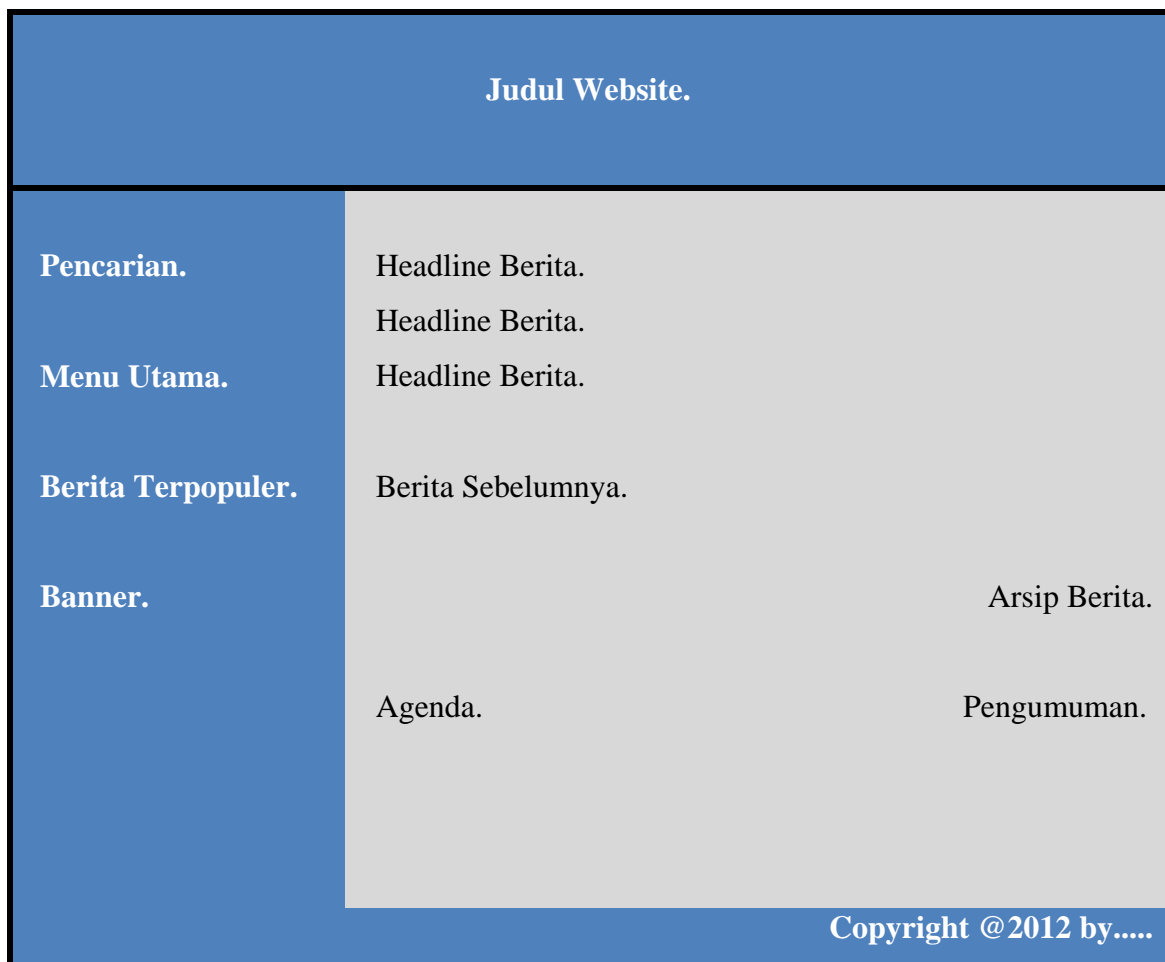 Judul Website.
Pencarian.
Headline Berita.
Headline Berita.
Menu Utama.
Headline Berita.
Berita Terpopuler.
Berita Sebelumnya.
Banner.
Arsip Berita.
Agenda.
Pengumuman.
Copyright @2012 by.....